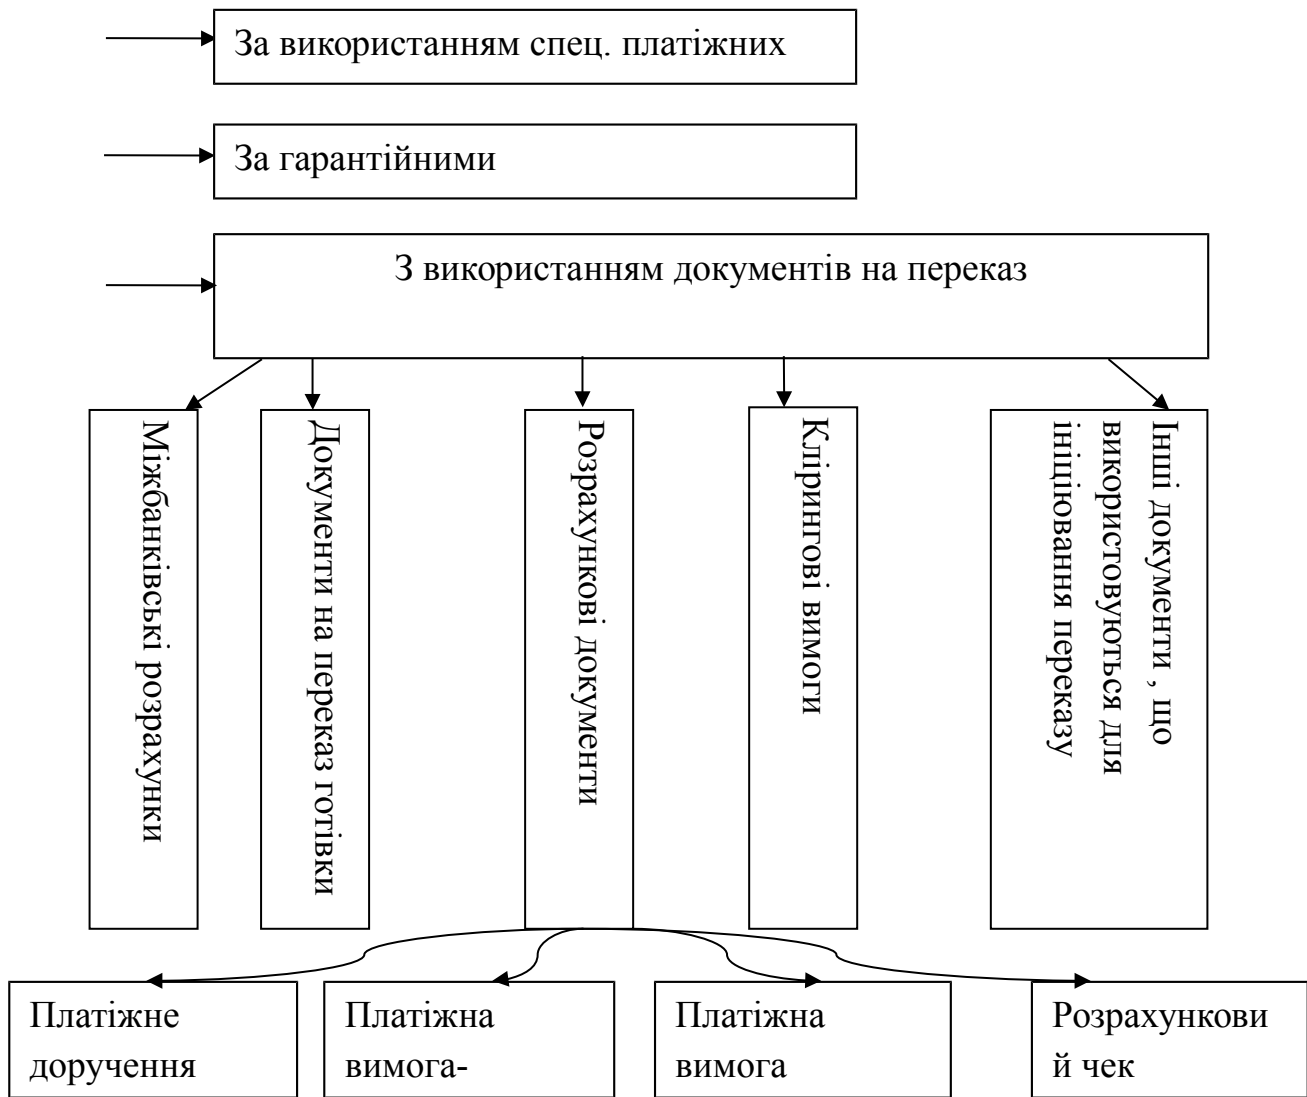 За використанням спец. платіжних
За гарантійними
З використанням документів на переказ
Міжбанківські розрахунки
Документи на переказ готівки
Розрахункові документи
Клірингові вимоги
Інші документи , що
використовуються для
ініціювання переказу
Платіжне
доручення
Платіжна
вимога-
Платіжна
вимога
Розрахункови
й чек